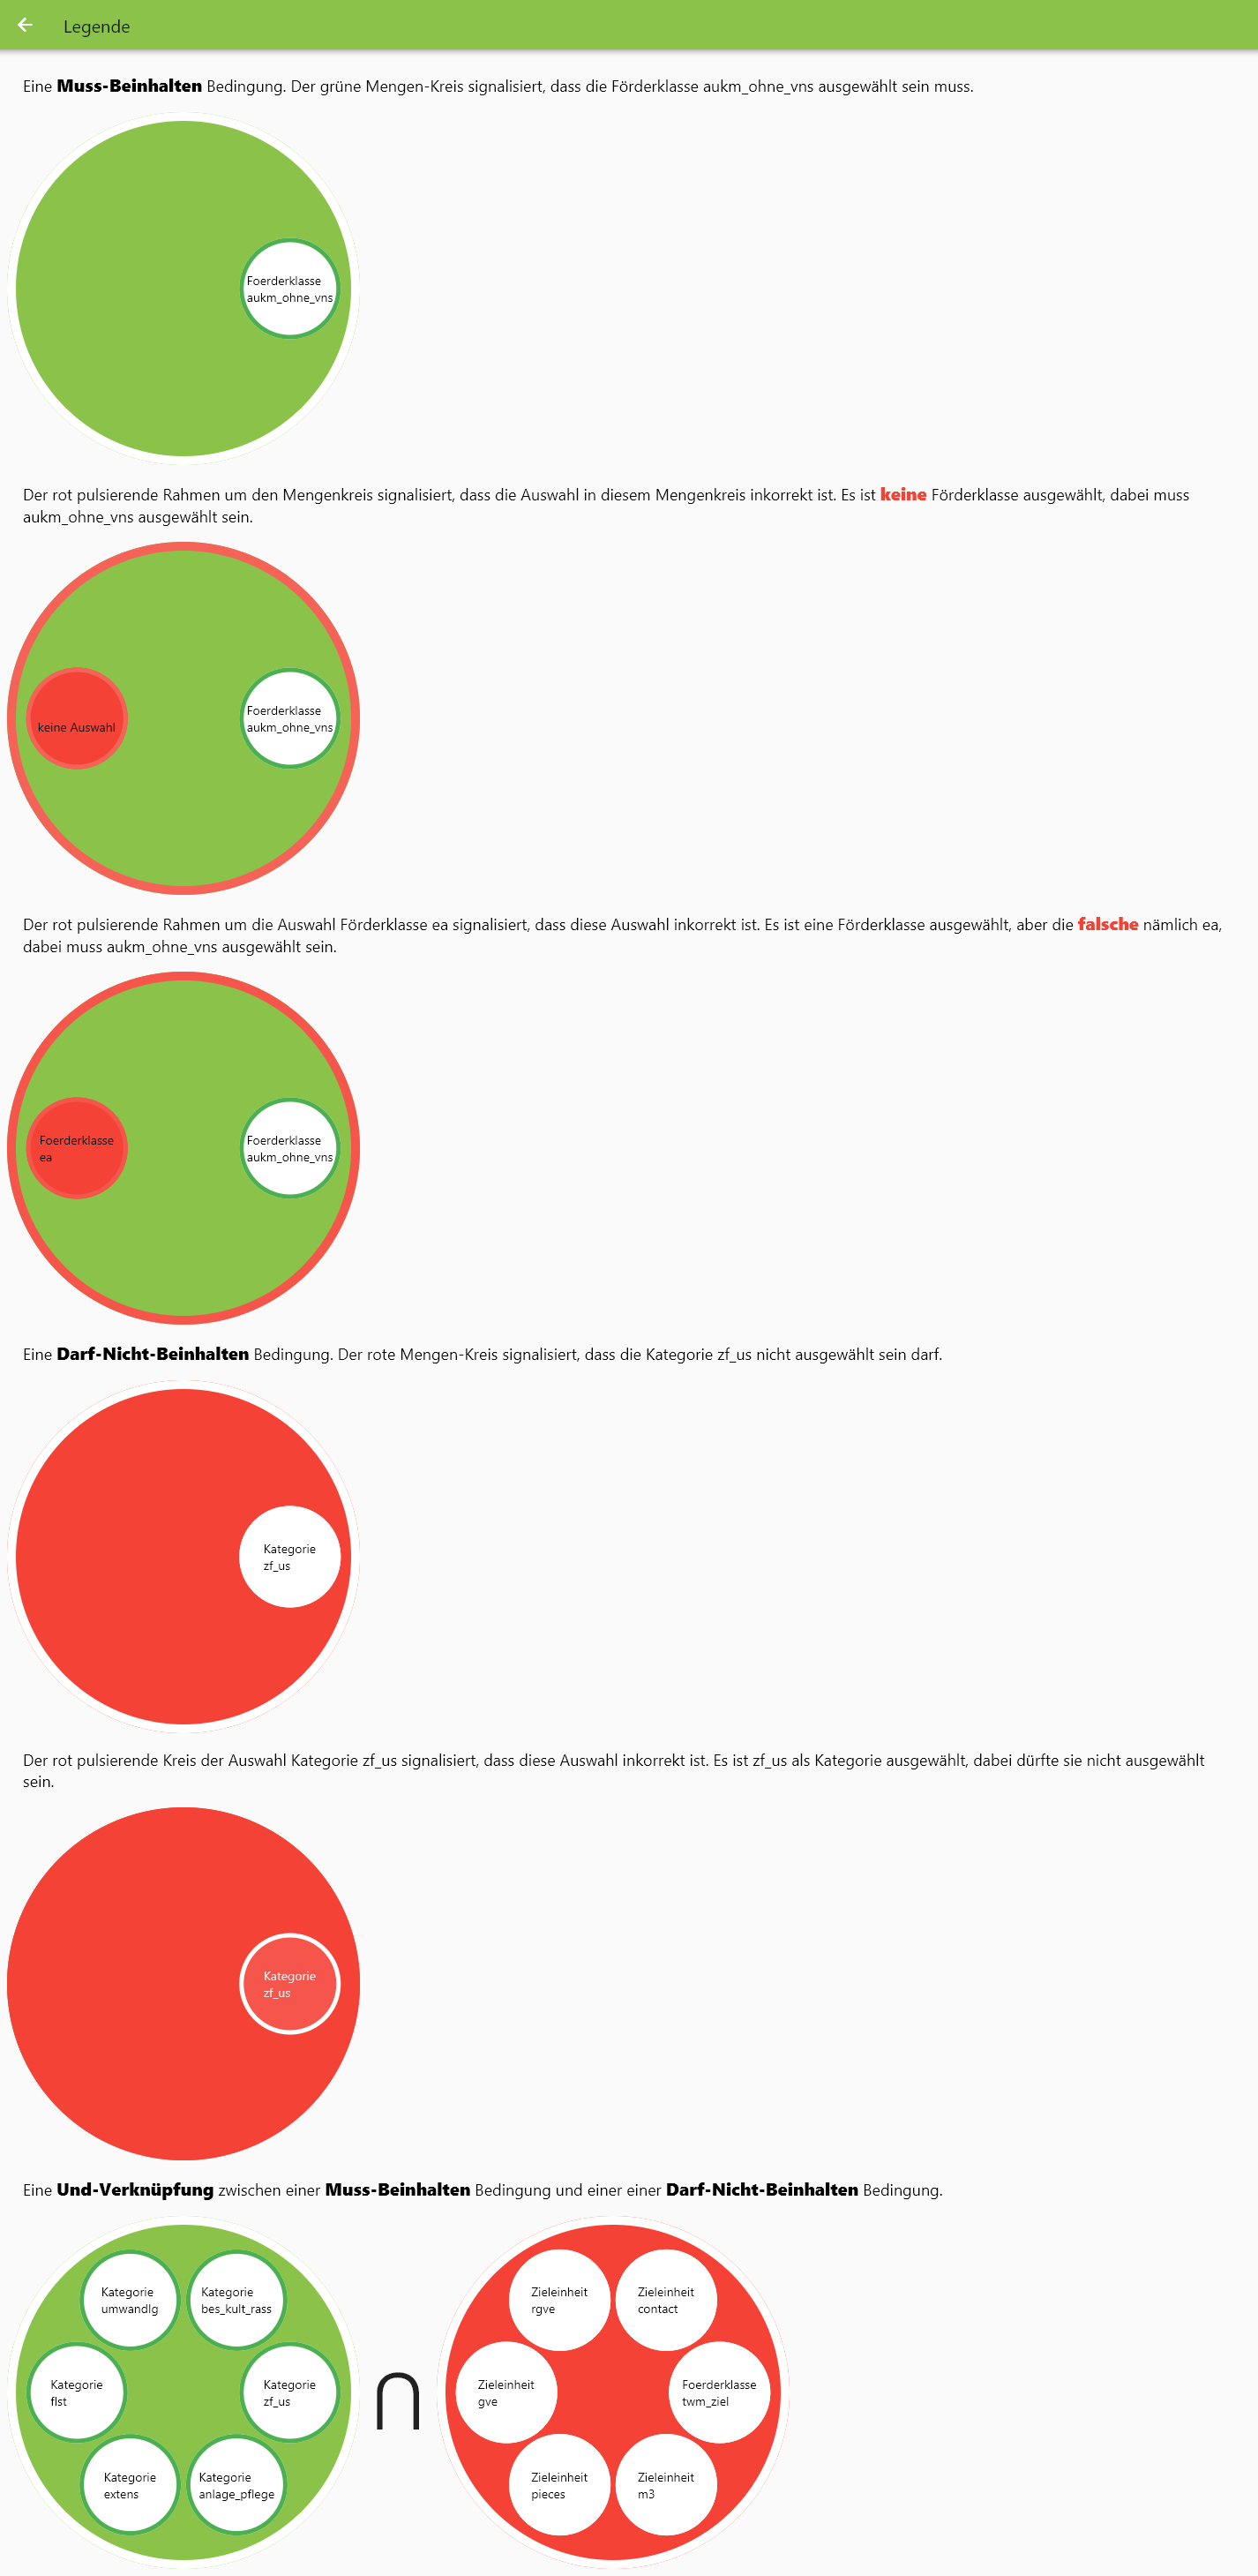 Legende
Eine Muss-Beinhalten Bedingung. Der grüne Mengen-Kreis signalisiert, dass die Förderklasse aukm_ohne_vns ausgewählt sein muss.
Foerderklasse
aukm_ohne_vns
Der rot pulsierende Rahmen um den Mengenkreis signalisiert, dass die Auswahl in diesem Mengenkreis inkorrekt ist. Es ist keine Förderklasse ausgewählt, dabei muss
aukm_ohne_vns ausgewählt sein.
keine Auswahl
Foerderklasse
aukm_ohne_vns
Der rot pulsierende Rahmen um die Auswahl Förderklasse ea signalisiert, dass diese Auswahl inkorrekt ist. Es ist eine Förderklasse ausgewählt, aber die falsche nämlich ea,
dabei muss aukm_ohne_vns ausgewählt sein.
Foerderklasse
ea
Foerderklasse
aukm_ohne_vns
Eine Darf-Nicht-Beinhalten Bedingung. Der rote Mengen-Kreis signalisiert, dass die Kategorie zf_us nicht ausgewählt sein darf.
Kategorie
zf_us
Der rot pulsierende Kreis der Auswahl Kategorie zf_us signalisiert, dass diese Auswahl inkorrekt ist. Es ist zf_us als Kategorie ausgewählt, dabei dürfte sie nicht ausgewählt
sein.
Kategorie
zf_us
Eine Und-Verknüpfung zwischen einer Muss-Beinhalten Bedingung und einer einer Darf-Nicht-Beinhalten Bedingung.
Kategorie
umwandlg
Kategorie
bes_kult_rass
Kategorie
flst
Kategorie
zf_us
Kategorie
extens
Kategorie
anlage_pflege
∩
Zieleinheit
rgve
Zieleinheit
contact
Zieleinheit
gve
Foerderklasse
twm_ziel
Zieleinheit
pieces
Zieleinheit
m3